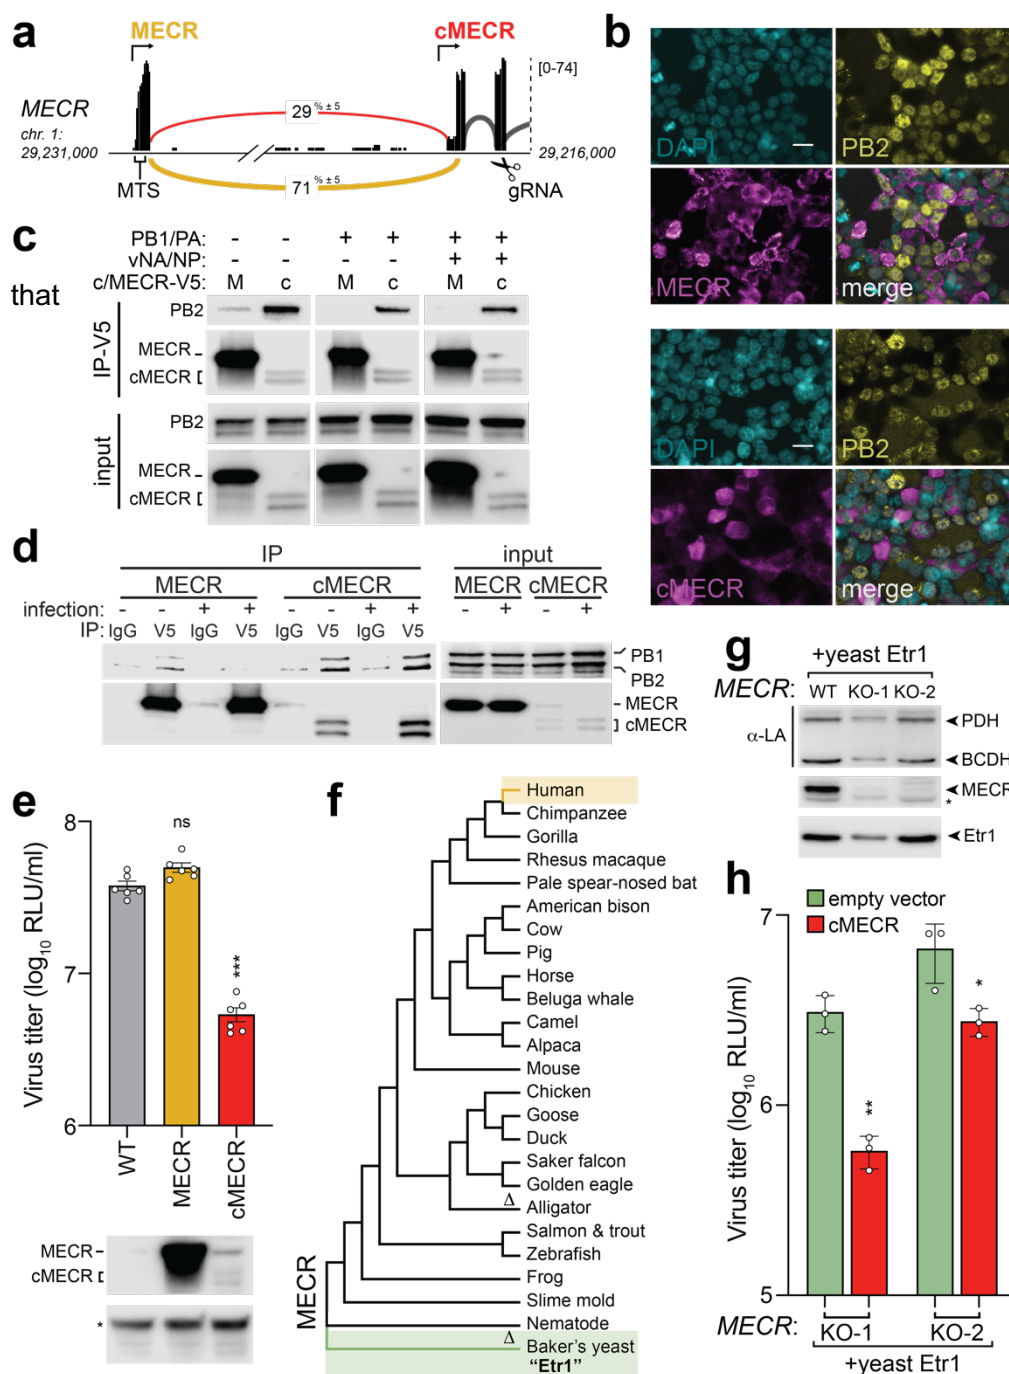 a
MECR
cMECR
[0-74]
MECR
chr. 1:
29,231,000
29 % ± 5
71 % ± 5
29,216,000
MTS
gRNA
b
DAPI
PB2
MECR
merge
DAPI
PB2
cMECR
merge
that
c
PB1/PA: - - + + + +
vNA/NP: - - - - + +
c/MECR-V5: M c M c M c
IP-V5
PB2
MECR
cMECR
input
PB2
MECR
cMECR
d
IP
input
MECR
cMECR
MECR
cMECR
infection: - - + + - - + + - + - +
IP: IgG V5 IgG V5 IgG V5 IgG V5
PB1
PB2
MECR
cMECR
e
Virus titer (log10 RLU/ml)
8
7
6
ns
***
WT
MECR
cMECR
MECR
cMECR
*
f
MECR
Human
Chimpanzee
Gorilla
Rhesus macaque
Pale spear-nosed bat
American bison
Cow
Pig
Horse
Beluga whale
Camel
Alpaca
Mouse
Chicken
Goose
Duck
Saker falcon
Golden eagle
Δ Alligator
Salmon & trout
Zebrafish
Frog
Slime mold
Nematode
Δ Baker's yeast
"Etr1"
g
+yeast Etr1
MECR: WT KO-1 KO-2
α-LA
PDH
BCDH
MECR
*
Etr1
h
empty vector
cMECR
Virus titer (log10 RLU/ml)
7
6
5
**
*
MECR: KO-1 KO-2
+yeast Etr1